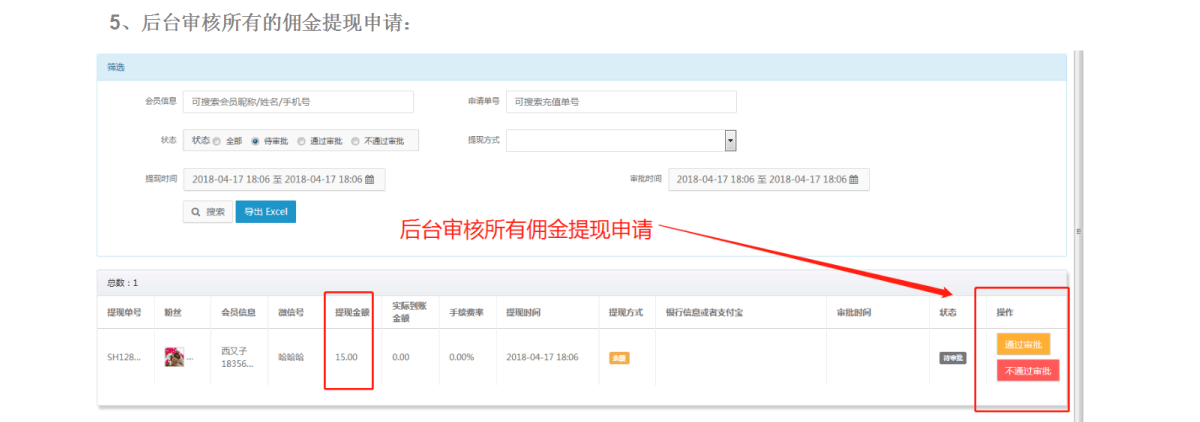 5、后台审核所有的佣金提现申请：
筛选
会员信息 可搜索会员昵称/姓名/手机号 申请单号 可搜索充值单号
状态 状态 全部 待审批 通过审批 不通过审批 提现方式
提现时间 2018-04-17 18:06 至 2018-04-17 18:06 审批时间 2018-04-17 18:06 至 2018-04-17 18:06
搜索 导出 Excel
后台审核所有佣金提现申请
总数：1
提现单号 粉丝 会员信息 微信号 提现金额 实际到账 手续费率 提现时间 提现方式 银行信息或者支付宝 审批时间 状态 操作
金额
SH128... ... 西又子 哈哈哈 15.00 0.00 0.00% 2018-04-17 18:06 余额 待审批 通过审批
18356... 不通过审批